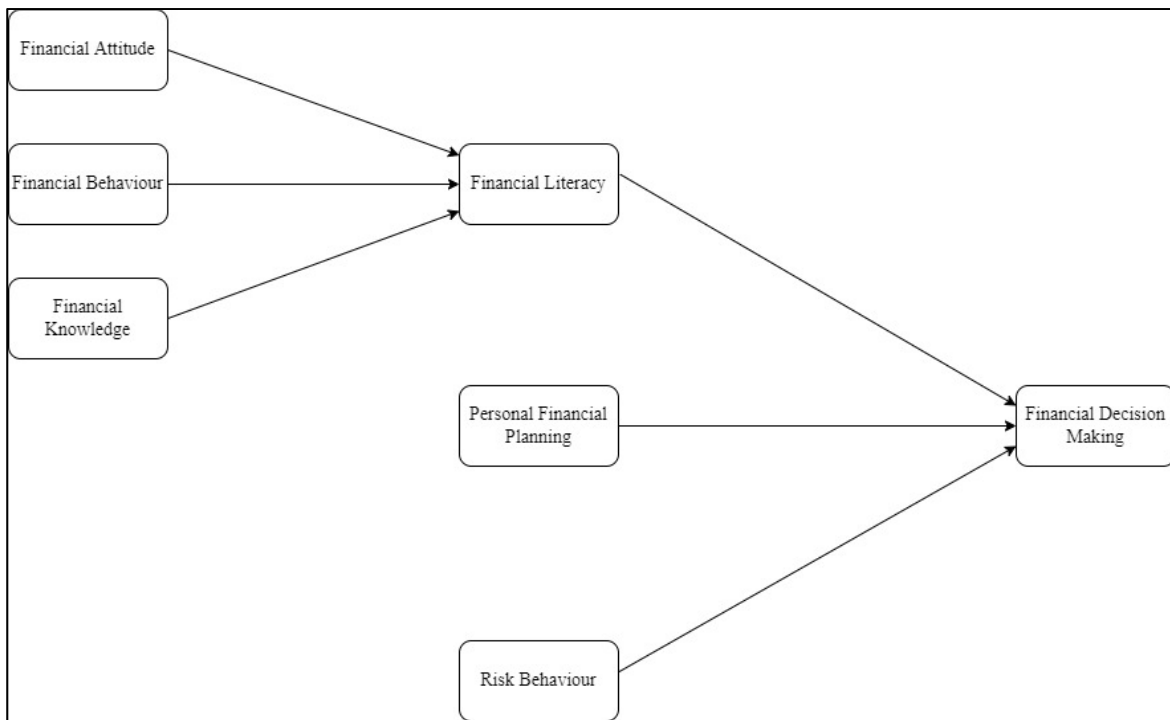 Financial Attitude
Financial Behaviour
Financial Literacy
Financial
Knowledge
Personal Financial
Planning
Financial Decision
Making
Risk Behaviour